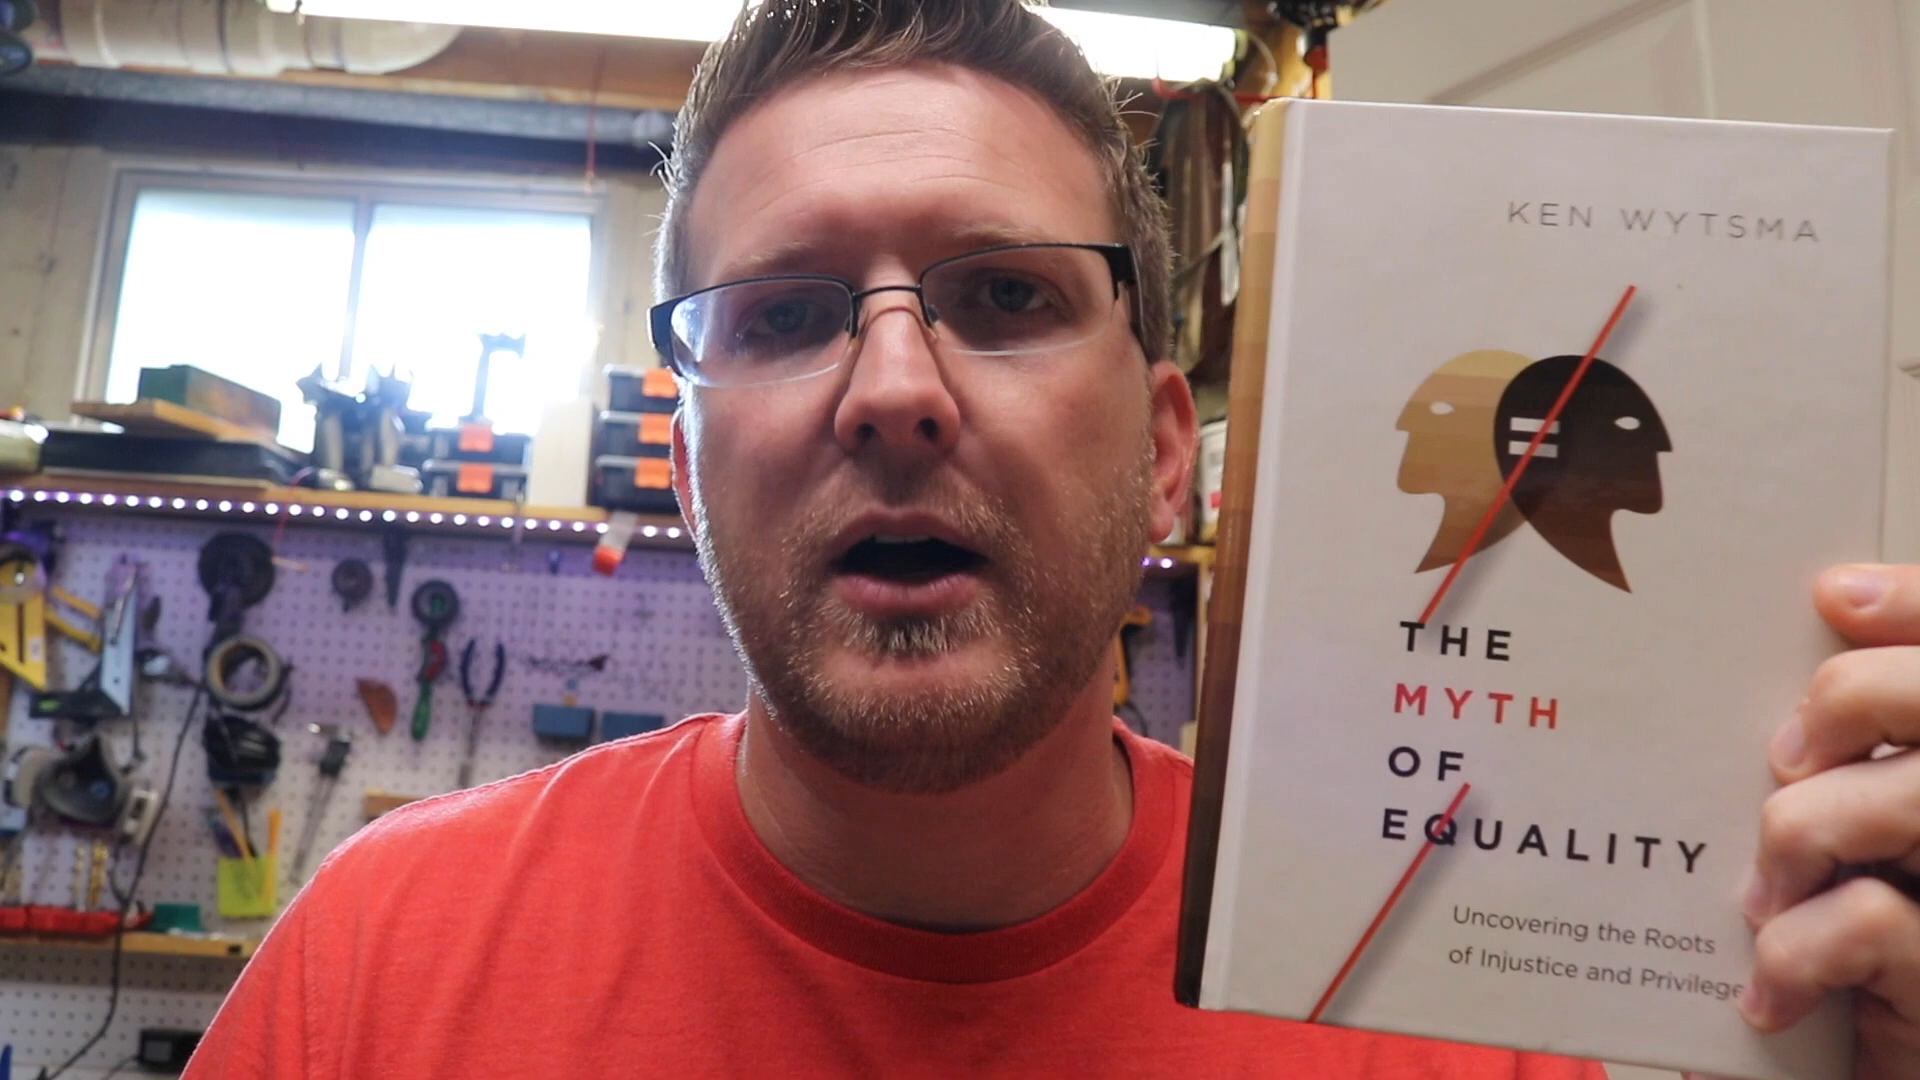 KEN WYTSMA
THE
MYTH
OF
EQUALITY
Uncovering the Roots
of Injustice and Privilege